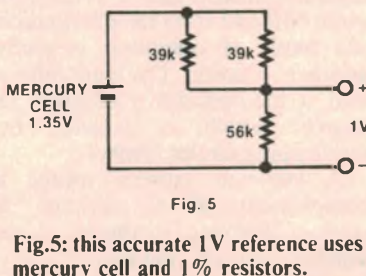 39k 39k
MERCURY
CELL
1.35V
+
1V
56k
−
Fig. 5
Fig.5: this accurate 1V reference uses
mercury cell and 1% resistors.